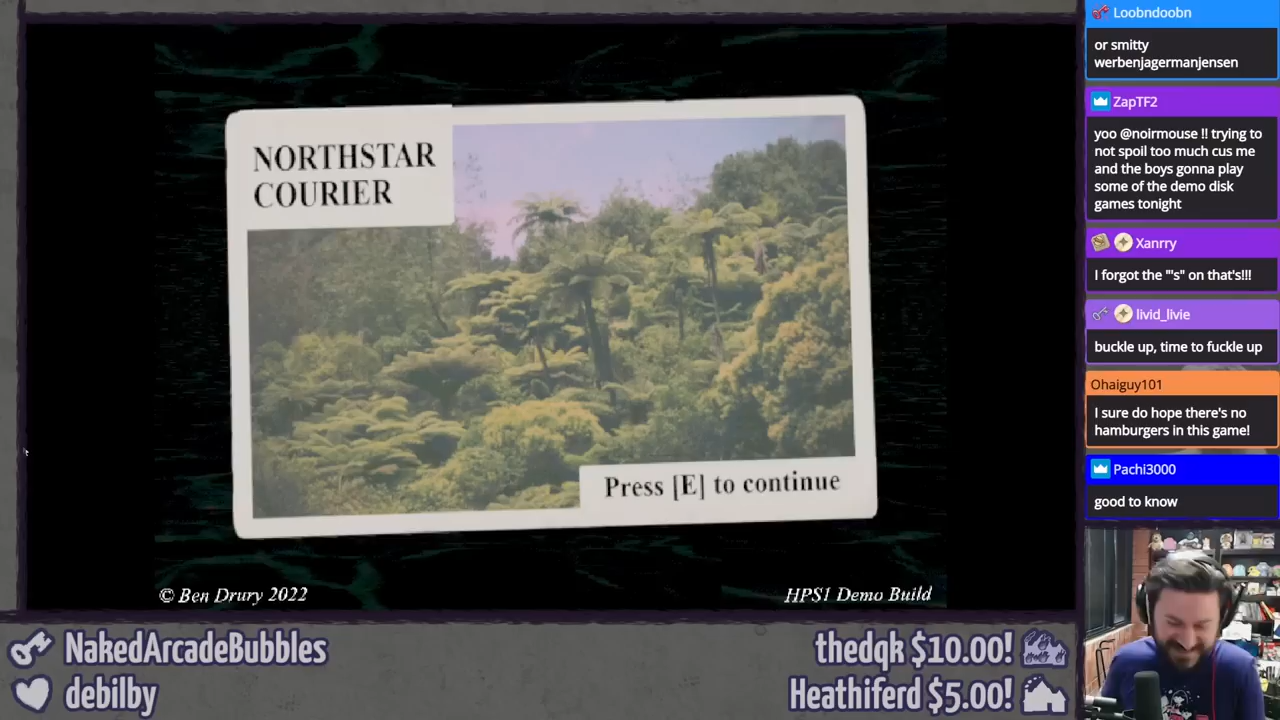 NORTHSTAR
COURIER
Press [E] to continue
© Ben Drury 2022
HPS1 Demo Build
Loobndoobn
or smitty
werbenjagermanjensen
ZapTF2
yoo @noirmouse !! trying to
not spoil too much cus me
and the boys gonna play
some of the demo disk
games tonight
Xanrry
I forgot the "'s" on that's!!!
livid_livie
buckle up, time to fuckle up
Ohaiguy101
I sure do hope there's no
hamburgers in this game!
Pachi3000
good to know
NakedArcadeBubbles
debilby
thedqk $10.00!
Heathiferd $5.00!